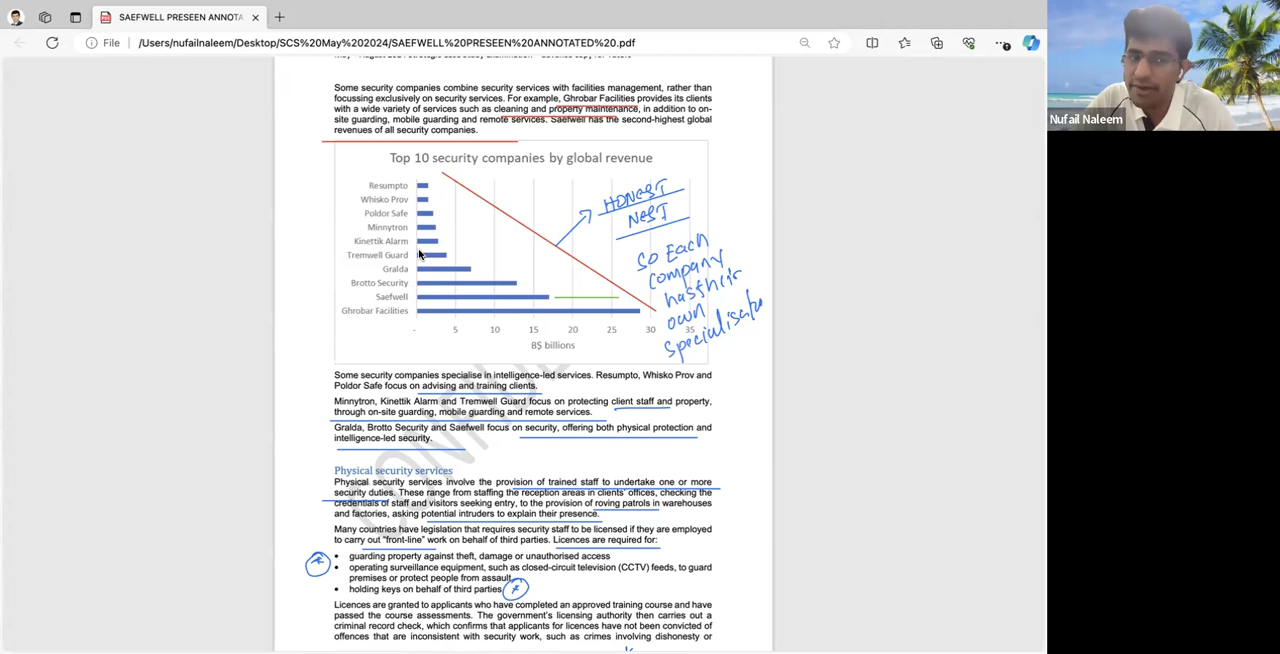 SAEFWELL PRESEEN ANNOTA
File
/Users/nufailnaleem/Desktop/SCS%20May%202024/SAEFWELL%20PRESEEN%20ANNOTATED%20.pdf
Nufail Naleem
Some security companies combine security services with facilities management, rather than
focussing exclusively on security services. For example, Ghrobar Facilities provides its clients
with a wide variety of services such as cleaning and property maintenance, in addition to on-
site guarding, mobile guarding and remote services. Saefwell has the second-highest global
revenues of all security companies.
Top 10 security companies by global revenue
Resumpto
Whisko Prov
Poldor Safe
Minnytron
Kinettik Alarm
Tremwell Guard
Gralda
Brotto Security
Saefwell
Ghrobar Facilities
- 5 10 15 20 25 30 35
B$ billions
HONEST
NEST
SO Each
company
has their
own
Some security companies specialise in intelligence-led services. Resumpto, Whisko Prov and
Poldor Safe focus on advising and training clients.
Minnytron, Kinettik Alarm and Tremwell Guard focus on protecting client staff and property,
through on-site guarding, mobile guarding and remote services.
Gralda, Brotto Security and Saefwell focus on security, offering both physical protection and
intelligence-led security.
Physical security services
Physical security services involve the provision of trained staff to undertake one or more
security duties. These range from staffing the reception areas in clients' offices, checking the
credentials of staff and visitors seeking entry, to the provision of roving patrols in warehouses
and factories, asking potential intruders to explain their presence.
Many countries have legislation that requires security staff to be licensed if they are employed
to carry out "front-line" work on behalf of third parties. Licences are required for:
• guarding property against theft, damage or unauthorised access
• operating surveillance equipment, such as closed-circuit television (CCTV) feeds, to guard
premises or protect people from assault
• holding keys on behalf of third parties
Licences are granted to applicants who have completed an approved training course and have
passed the course assessments. The government's licensing authority then carries out a
criminal record check, which confirms that applicants for licences have not been convicted of
offences that are inconsistent with security work, such as crimes involving dishonesty or